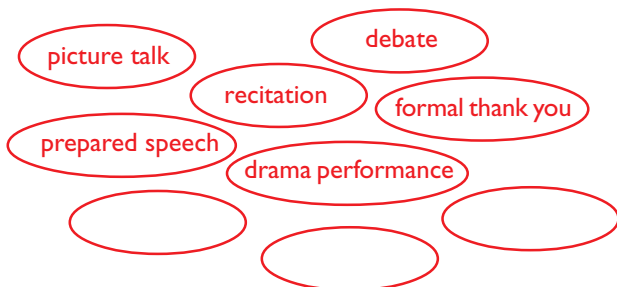 debate
picture talk
recitation
formal thank you
prepared speech
drama performance